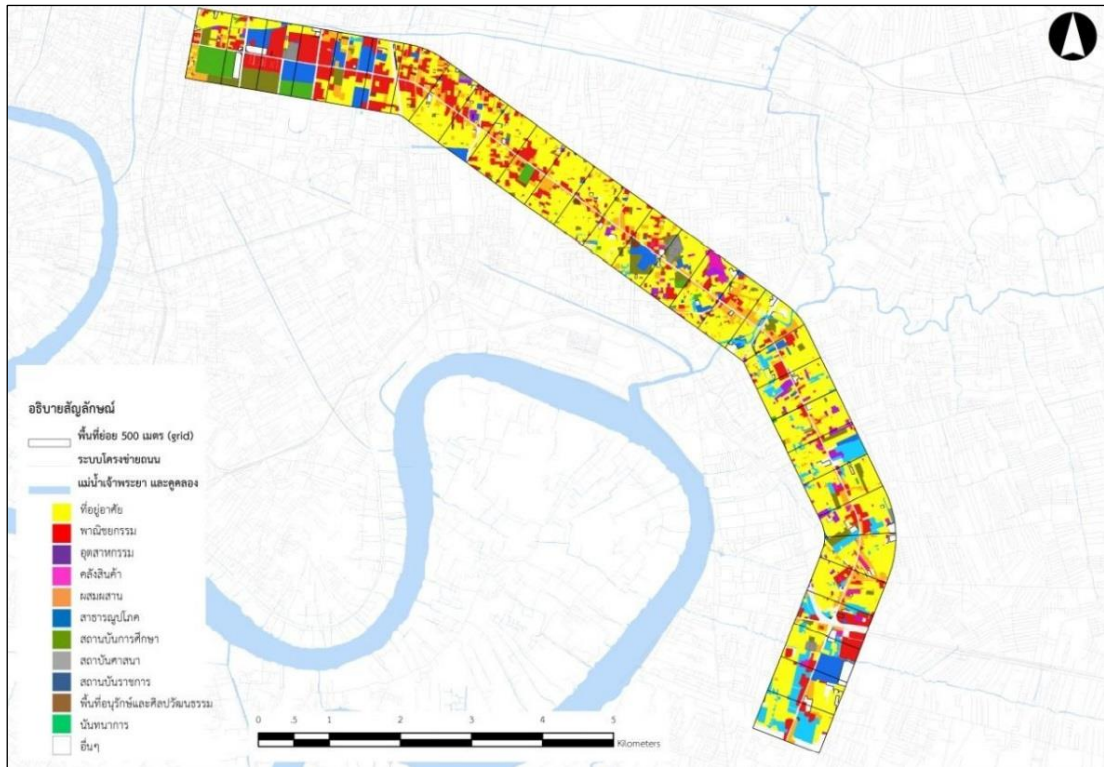 อธิบายสัญลักษณ์
พื้นที่ย่อย 500 เมตร (grid)
ระบบโครงข่ายถนน
แม่น้ำเจ้าพระยา และคูคลอง
ที่อยู่อาศัย
พาณิชยกรรม
อุตสาหกรรม
คลังสินค้า
ผสมผสาน
สาธารณูปโภค
สถานบันการศึกษา
สถาบันศาสนา
สถานบันราชการ
พื้นที่อนุรักษ์และศิลปวัฒนธรรม
นันทนาการ
อื่นๆ
0 .5 1 2 3 4 5
Kilometers